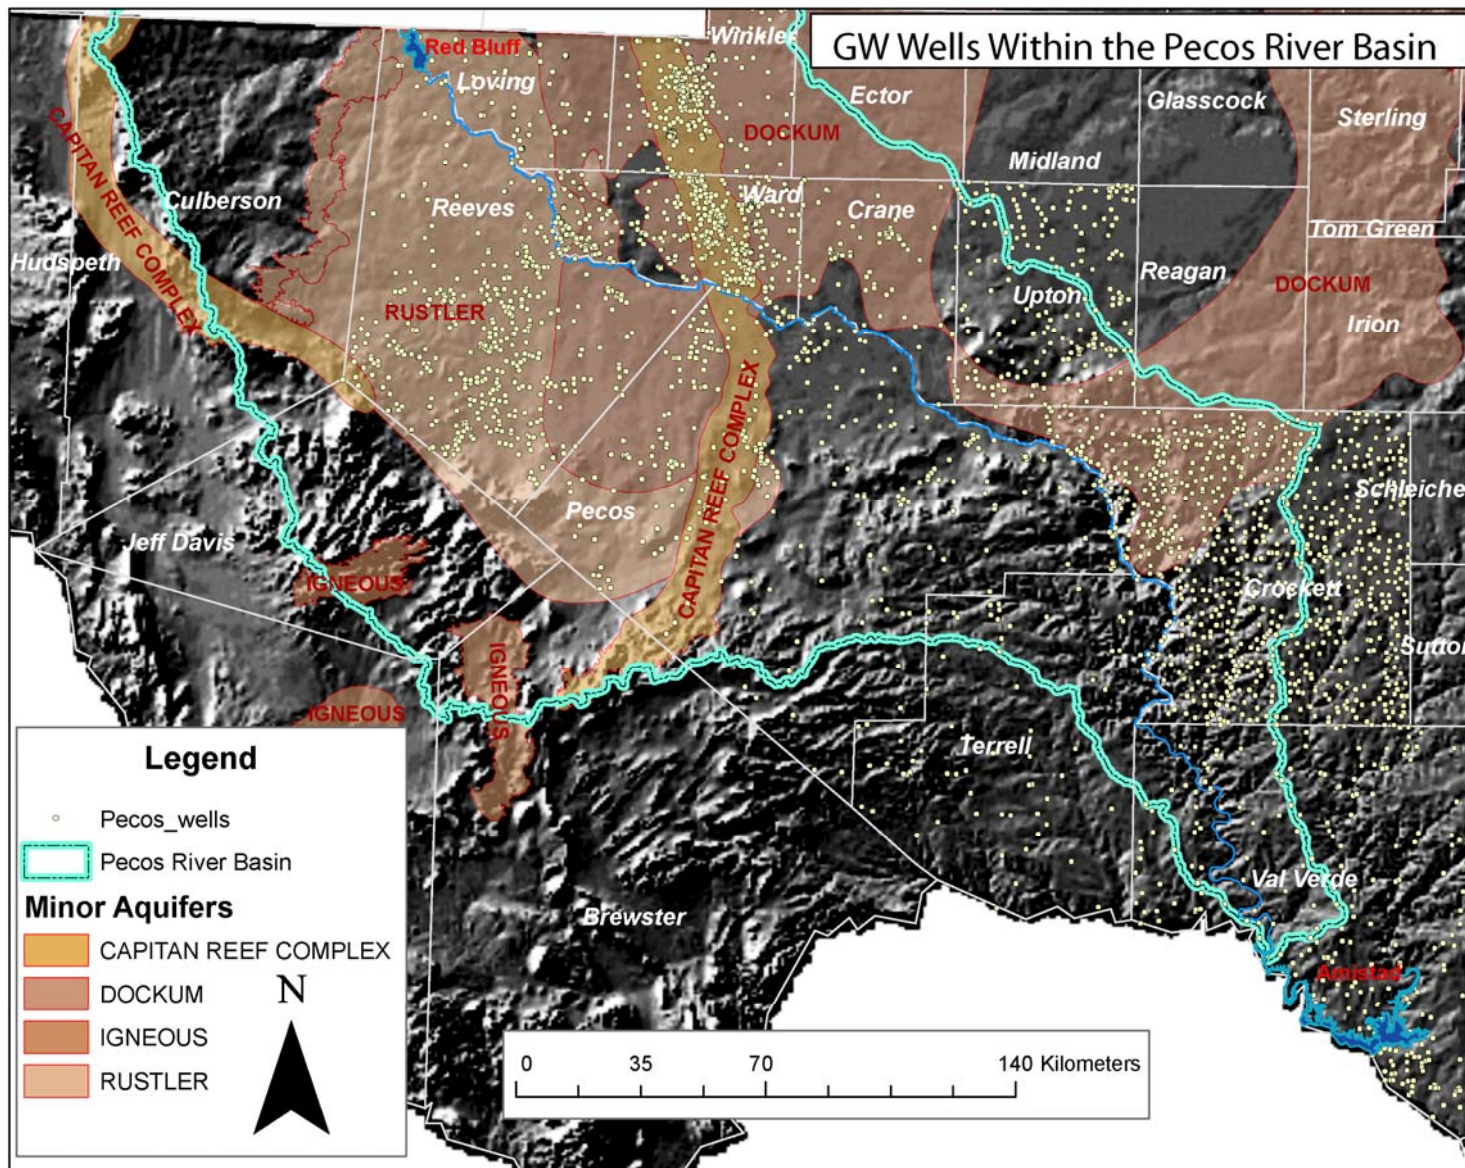 GW Wells Within the Pecos River Basin
Winkler
Red Bluff
Loving
Ector
Glasscock
Sterling
CAPITAN REEF COMPLEX
DOCKUM
Midland
Culberson
Reeves
Ward
Crane
Tom Green
Hudspeth
Reagan
DOCKUM
Upton
RUSTLER
Irion
CAPITAN REEF COMPLEX
Schleiche
Pecos
Jeff Davis
IGNEOUS
Crockett
Sutton
IGNEOUS
IGNEOUS
Terrell
Val Verde
Brewster
Amistad
Legend
Pecos_wells
Pecos River Basin
Minor Aquifers
CAPITAN REEF COMPLEX
DOCKUM
IGNEOUS
RUSTLER
N
0 35 70 140 Kilometers